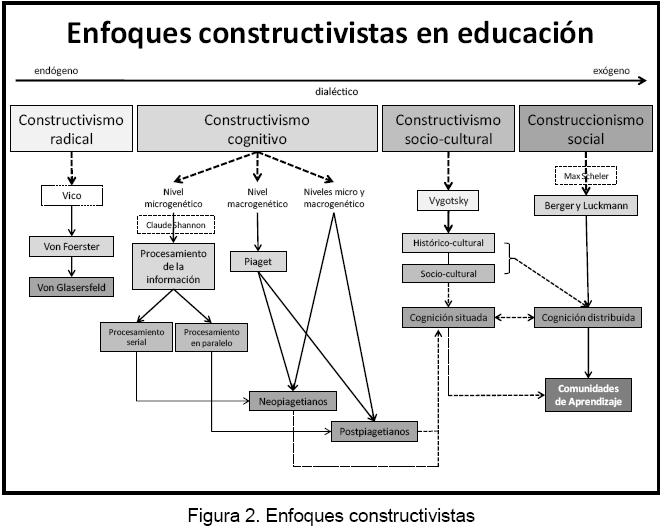 Enfoques constructivistas en educación
endógeno
exógeno
dialéctico
Constructivismo
radical
Constructivismo
cognitivo
Constructivismo
socio-cultural
Construccionismo
social
Vico
Von Foerster
Von Glasersfeld
Nivel
microgenético
Claude Shannon
Procesamiento
de la
información
Procesamiento
serial
Procesamiento
en paralelo
Nivel
macrogenético
Piaget
Niveles micro y
macrogenético
Neopiagetianos
Postpiagetianos
Vygotsky
Histórico-cultural
Socio-cultural
Cognición situada
Max Scheler
Berger y Luckmann
Cognición distribuida
Comunidades
de Aprendizaje
Figura 2. Enfoques constructivistas